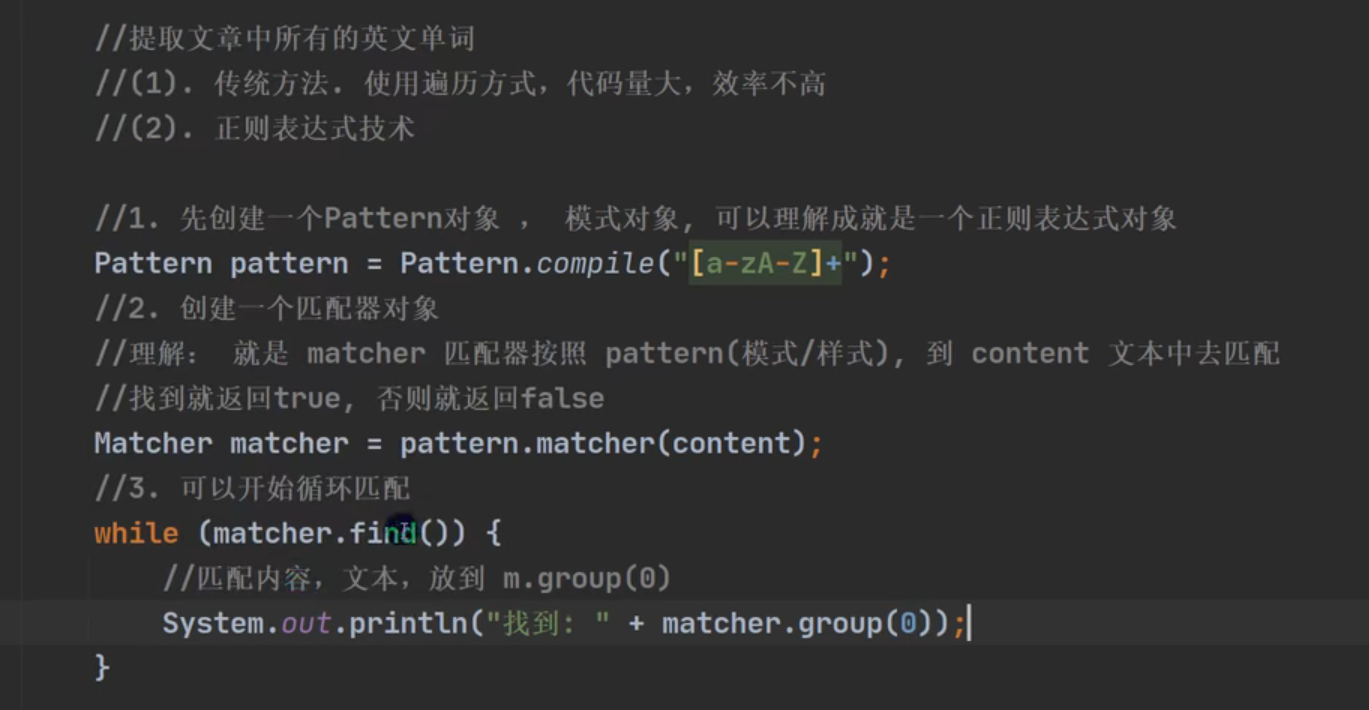 //提取文章中所有的英文单词
//(1). 传统方法. 使用遍历方式，代码量大，效率不高
//(2). 正则表达式技术
//1. 先创建一个Pattern对象 ， 模式对象, 可以理解成就是一个正则表达式对象
Pattern pattern = Pattern.compile("[a-zA-Z]+");
//2. 创建一个匹配器对象
//理解： 就是 matcher 匹配器按照 pattern(模式/样式), 到 content 文本中去匹配
//找到就返回true, 否则就返回false
Matcher matcher = pattern.matcher(content);
//3. 可以开始循环匹配
while (matcher.find()) {
//匹配内容，文本，放到 m.group(0)
System.out.println("找到: " + matcher.group(0));
}